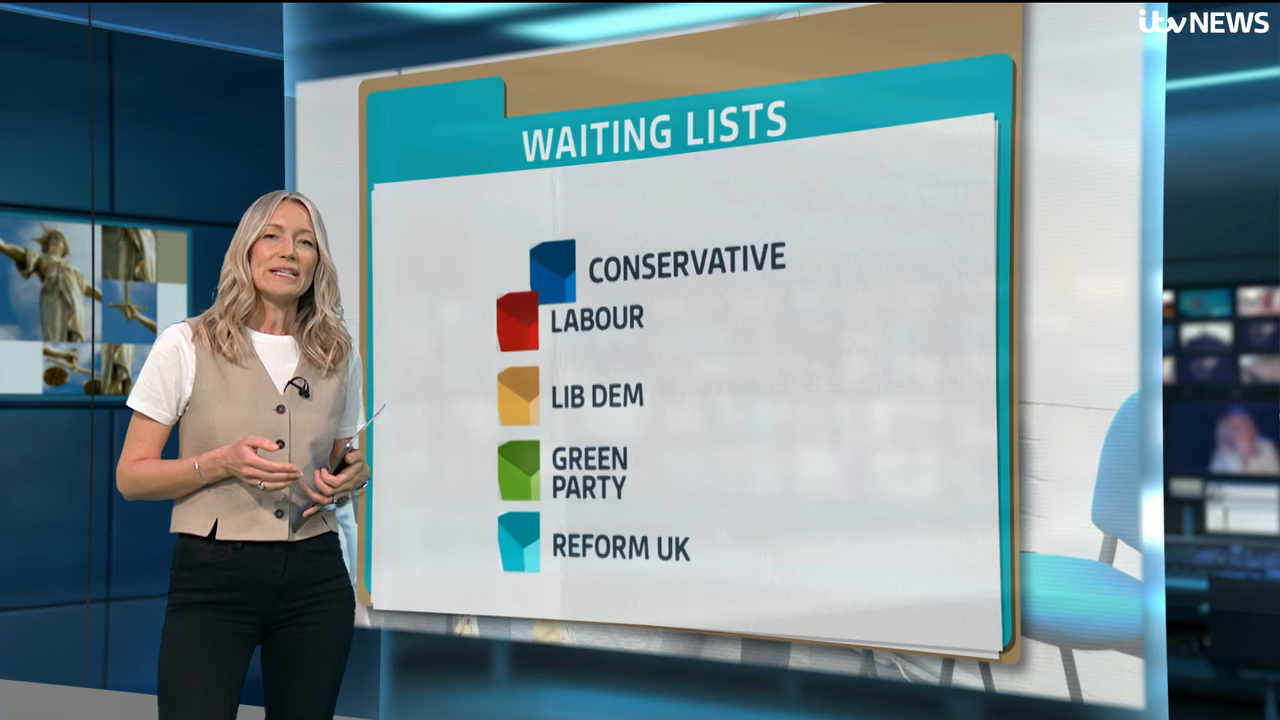 itv NEWS
WAITING LISTS
CONSERVATIVE
LABOUR
LIB DEM
GREEN
PARTY
REFORM UK